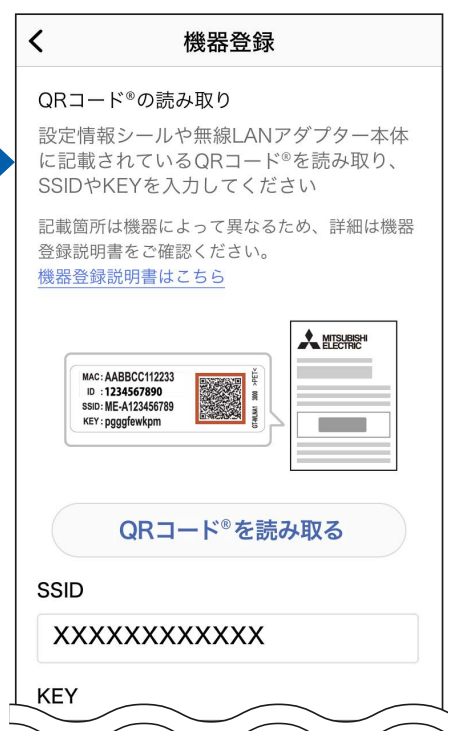 機器登録
QRコード®の読み取り
設定情報シールや無線LANアダプター本体
に記載されているQRコード®を読み取り、
SSIDやKEYを入力してください
記載箇所は機器によって異なるため、詳細は機器
登録説明書をご確認ください。
機器登録説明書はこちら
MITSUBISHI
ELECTRIC
MAC: AABBCC112233
ID : 1234567890
SSID: ME-A123456789
KEY : pgggfewkpm
>PET<
3000
QRコード®を読み取る
SSID
XXXXXXXXXXXX
KEY